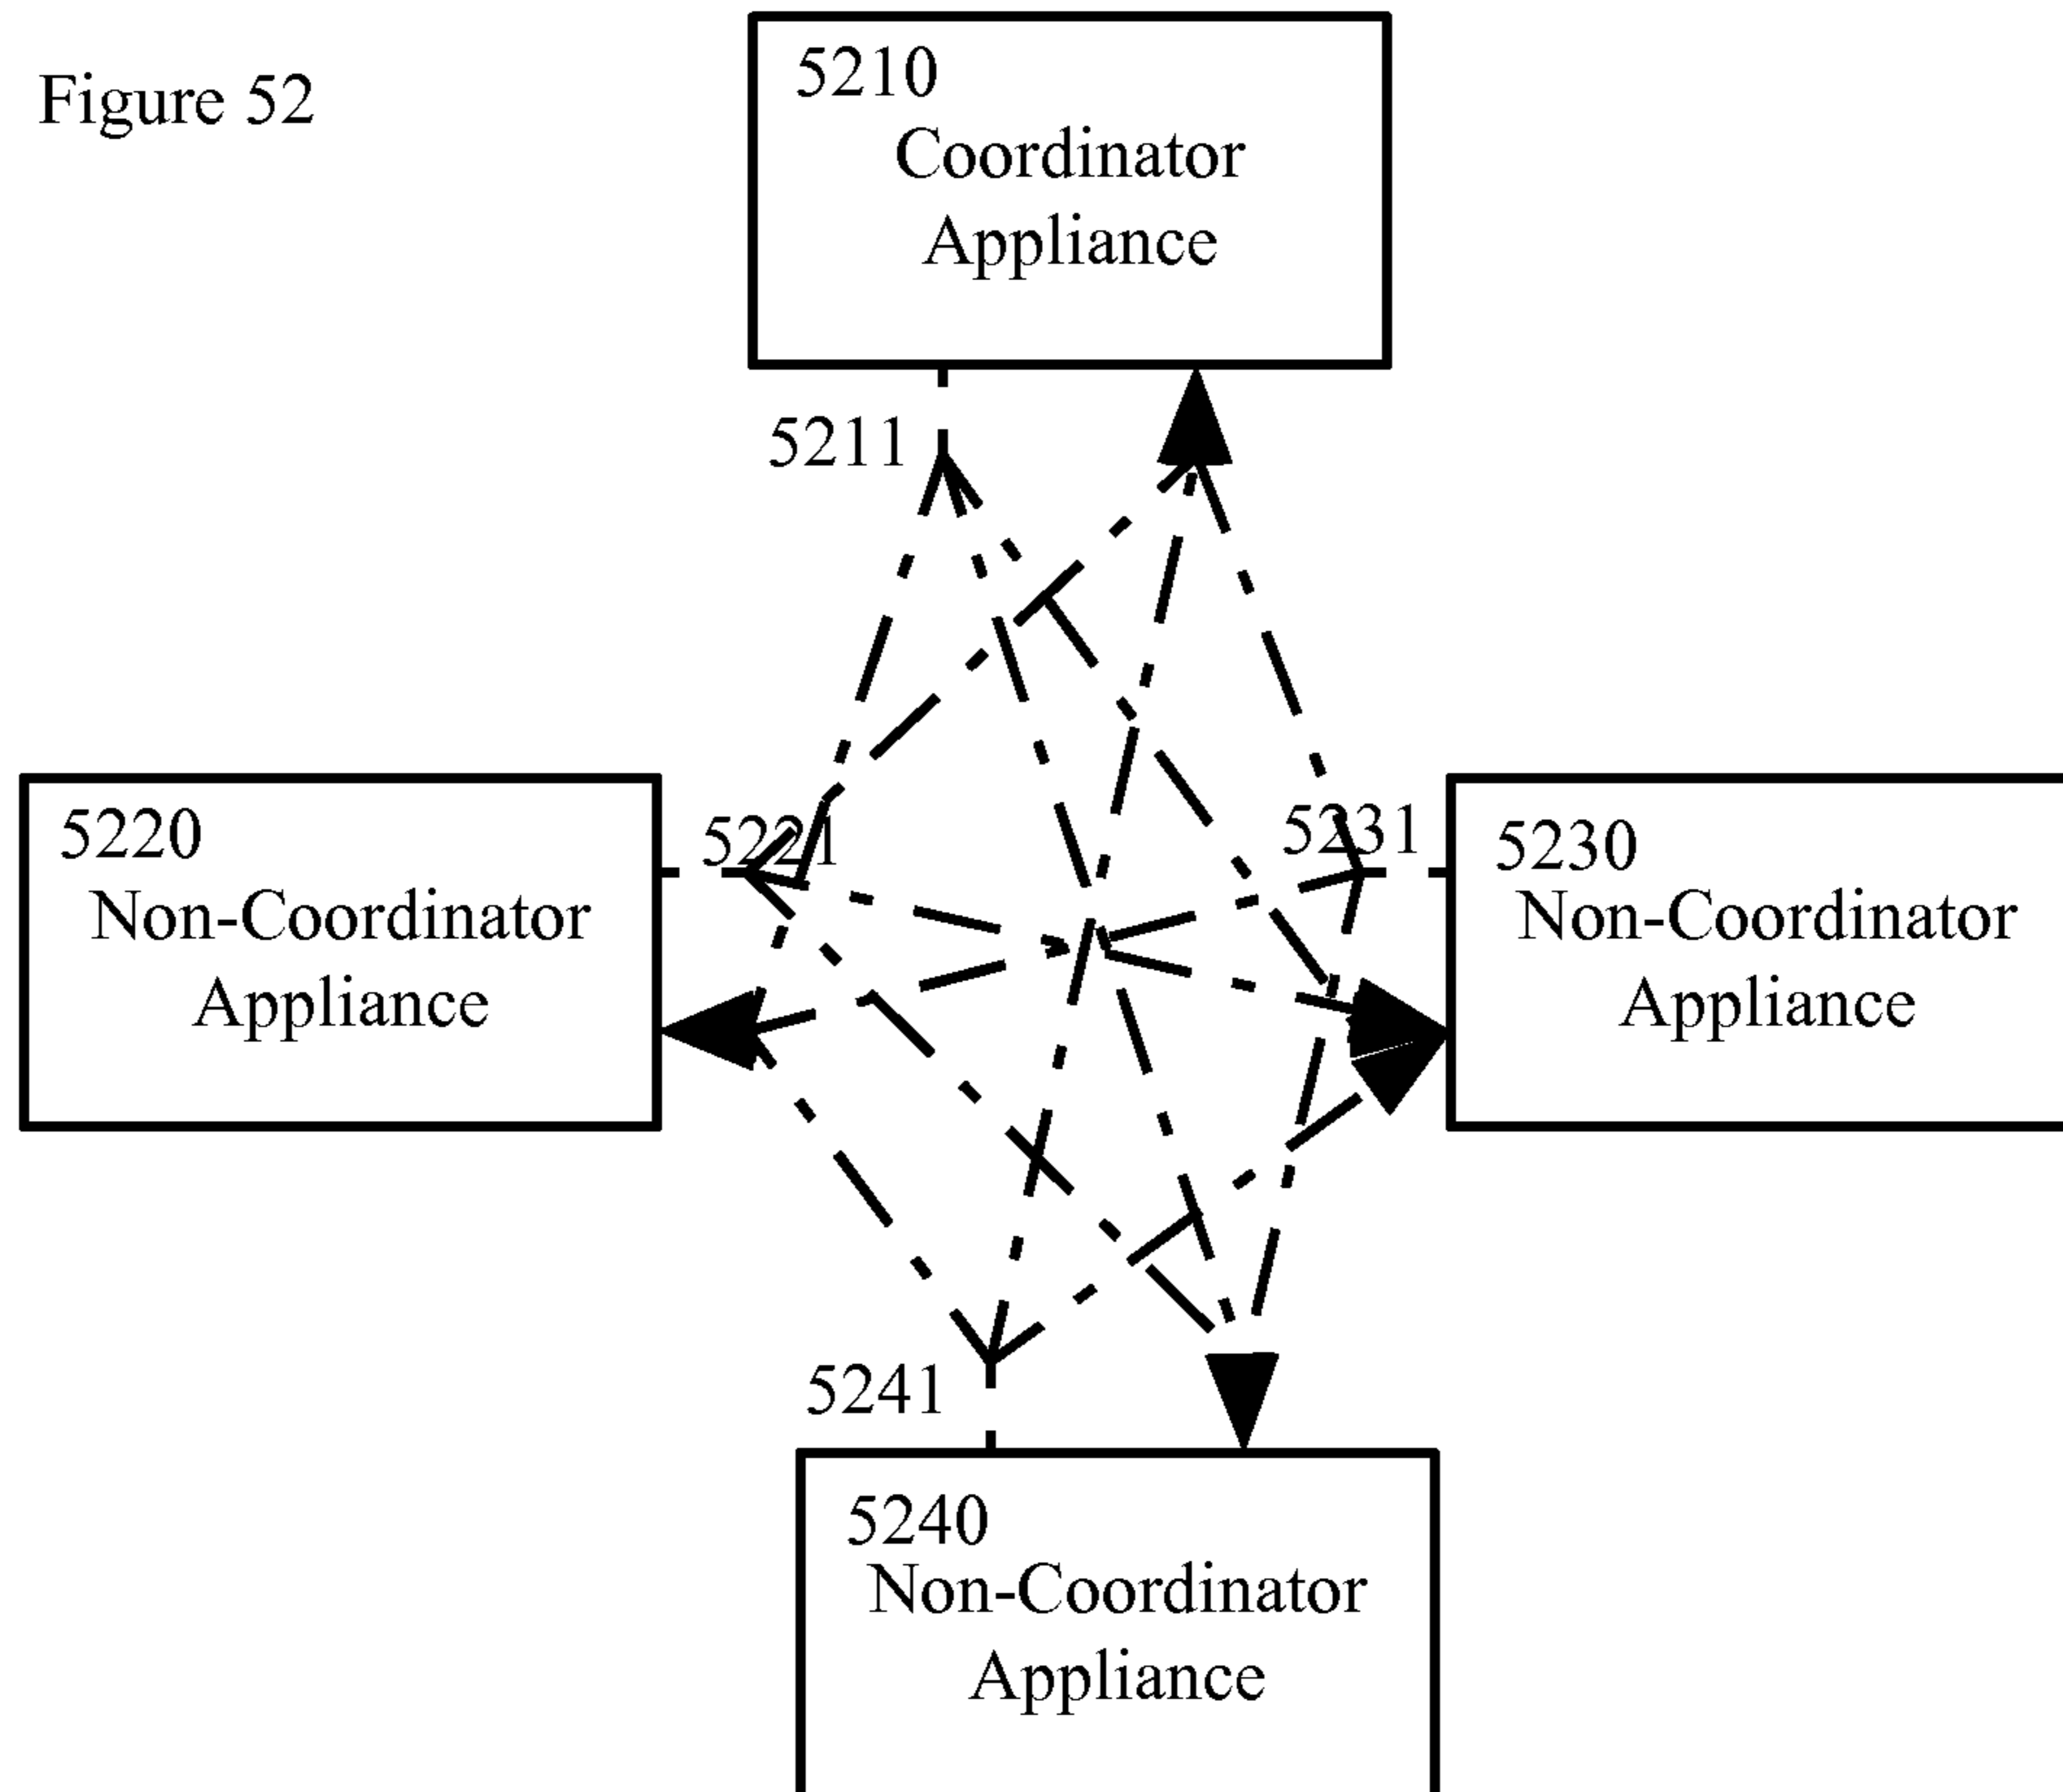 Figure 52
5210
Coordinator
Appliance
5211
5220
Non-Coordinator
Appliance
5221
5231
5230
Non-Coordinator
Appliance
5241
5240
Non-Coordinator
Appliance